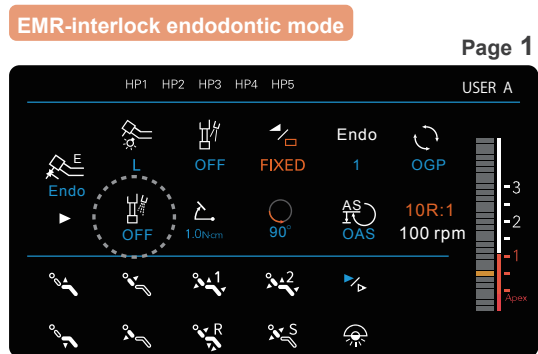 EMR-interlock endodontic mode
Page 1
HP1 HP2 HP3 HP4 HP5 USER A
E
Endo
L
OFF
FIXED
Endo
1
OGP
OFF
1.0Ncm
90°
AS
OAS
10R:1
100 rpm
3
2
1
Apex
1
2
R
S